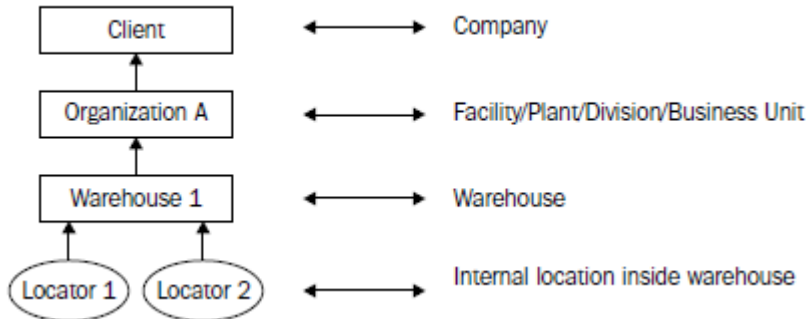 Client
Company
Organization A
Facility/Plant/Division/Business Unit
Warehouse 1
Warehouse
Locator 1
Locator 2
Internal location inside warehouse